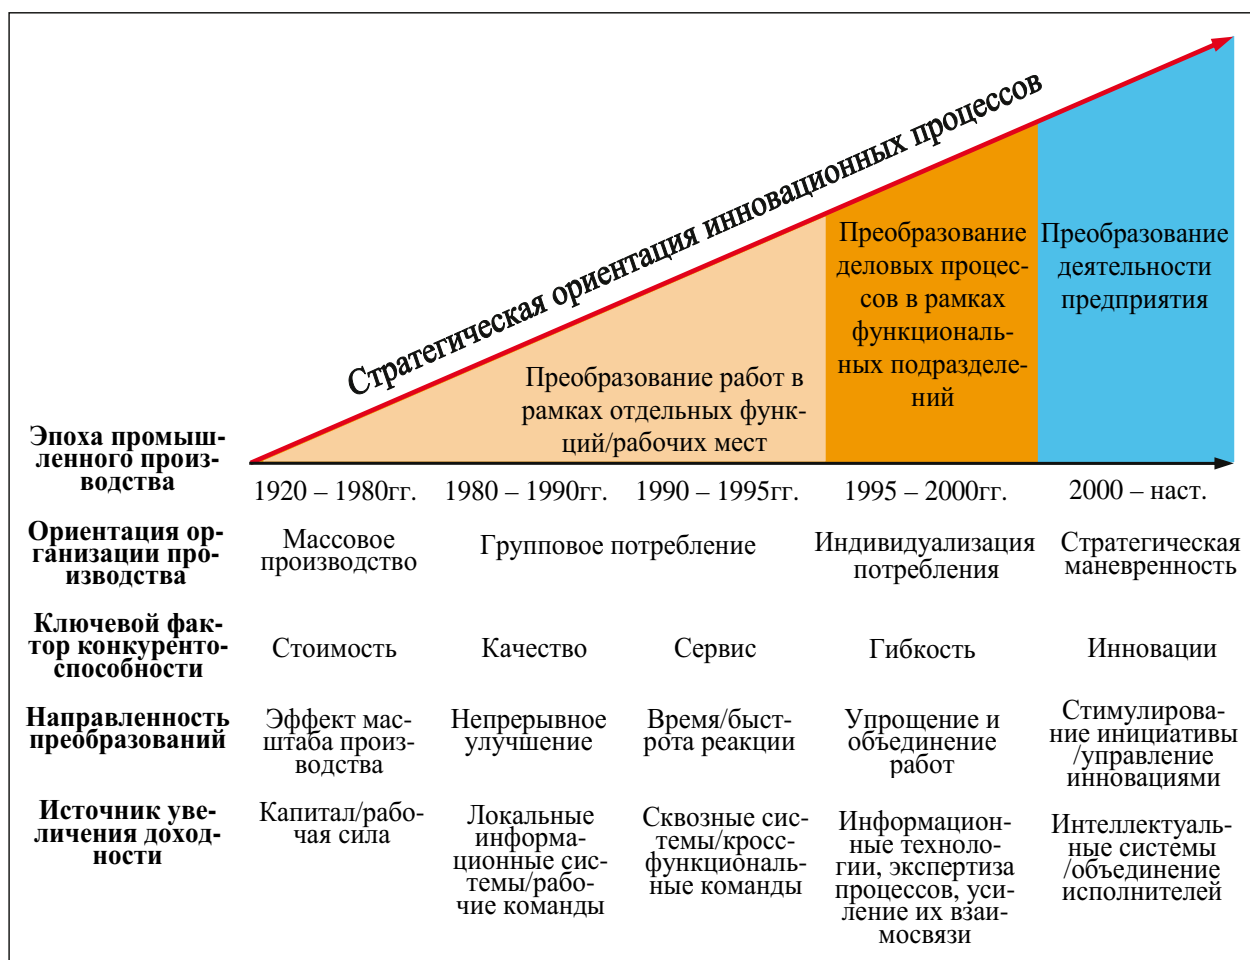 Стратегическая ориентация инновационных процессов
Преобразование работ в
рамках отдельных функ-
ций/рабочих мест
Преобразование
деловых процес-
сов в рамках
функциональ-
ных подразделе-
ний
Преобразование
деятельности
предприятия
Эпоха промыш-
ленного произ-
водства
1920 – 1980гг.
1980 – 1990гг.
1990 – 1995гг.
1995 – 2000гг.
2000 – наст.
Ориентация ор-
ганизации про-
изводства
Массовое
производство
Групповое потребление
Индивидуализация
потребления
Стратегическая
маневренность
Ключевой фак-
тор конкуренто-
способности
Стоимость
Качество
Сервис
Гибкость
Инновации
Направленность
преобразований
Эффект мас-
штаба произ-
водства
Непрерывное
улучшение
Время/быст-
рота реакции
Упрощение и
объединение
работ
Стимулирова-
ние инициативы
/управление
инновациями
Источник уве-
личения доход-
ности
Капитал/рабо-
чая сила
Локальные
информа-
ционные сис-
темы/рабо-
чие команды
Сквозные сис-
темы/кросс-
функциональ-
ные команды
Информацион-
ные техноло-
гии, экспертиза
процессов, уси-
ление их взаи-
мосвязи
Интеллектуаль-
ные системы
/объединение
исполнителей